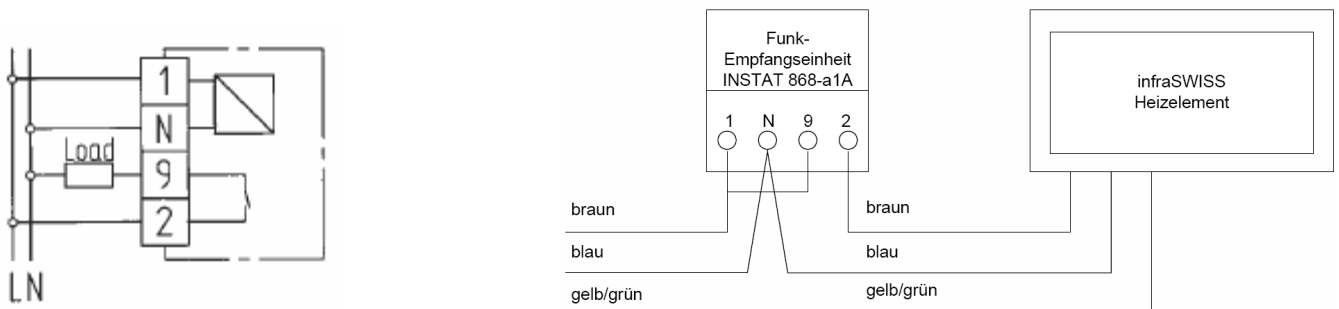 1
N
Load
9
2
LN
Funk-
Empfangseinheit
INSTAT 868-a1A
1 N 9 2
infraSWISS
Heizelement
braun
braun
blau
blau
gelb/grün
gelb/grün